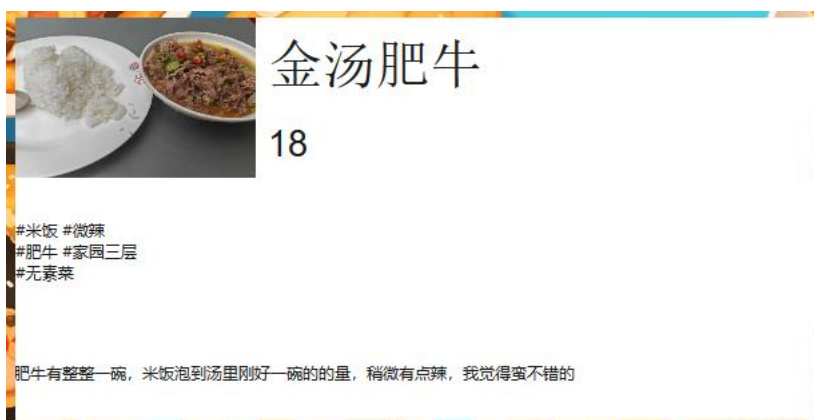 金汤肥牛
18
#米饭 #微辣
#肥牛 #家园三层
#无素菜
肥牛有整整一碗，米饭泡到汤里刚好一碗的的量，稍微有点辣，我觉得蛮不错的